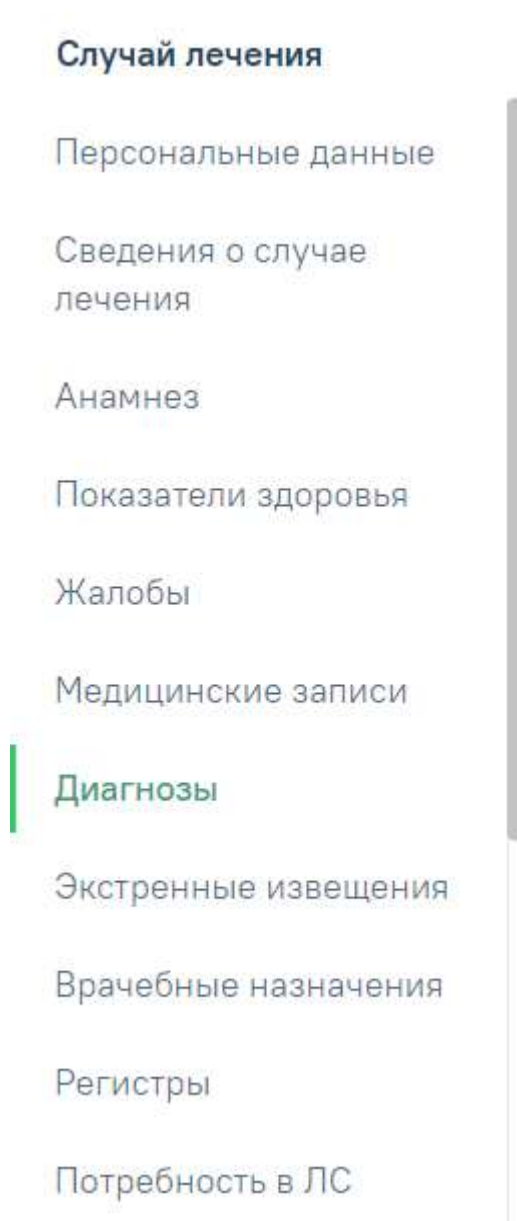 Случай лечения
Персональные данные
Сведения о случае
лечения
Анамнез
Показатели здоровья
Жалобы
Медицинские записи
Диагнозы
Экстренные извещения
Врачебные назначения
Регистры
Потребность в ЛС